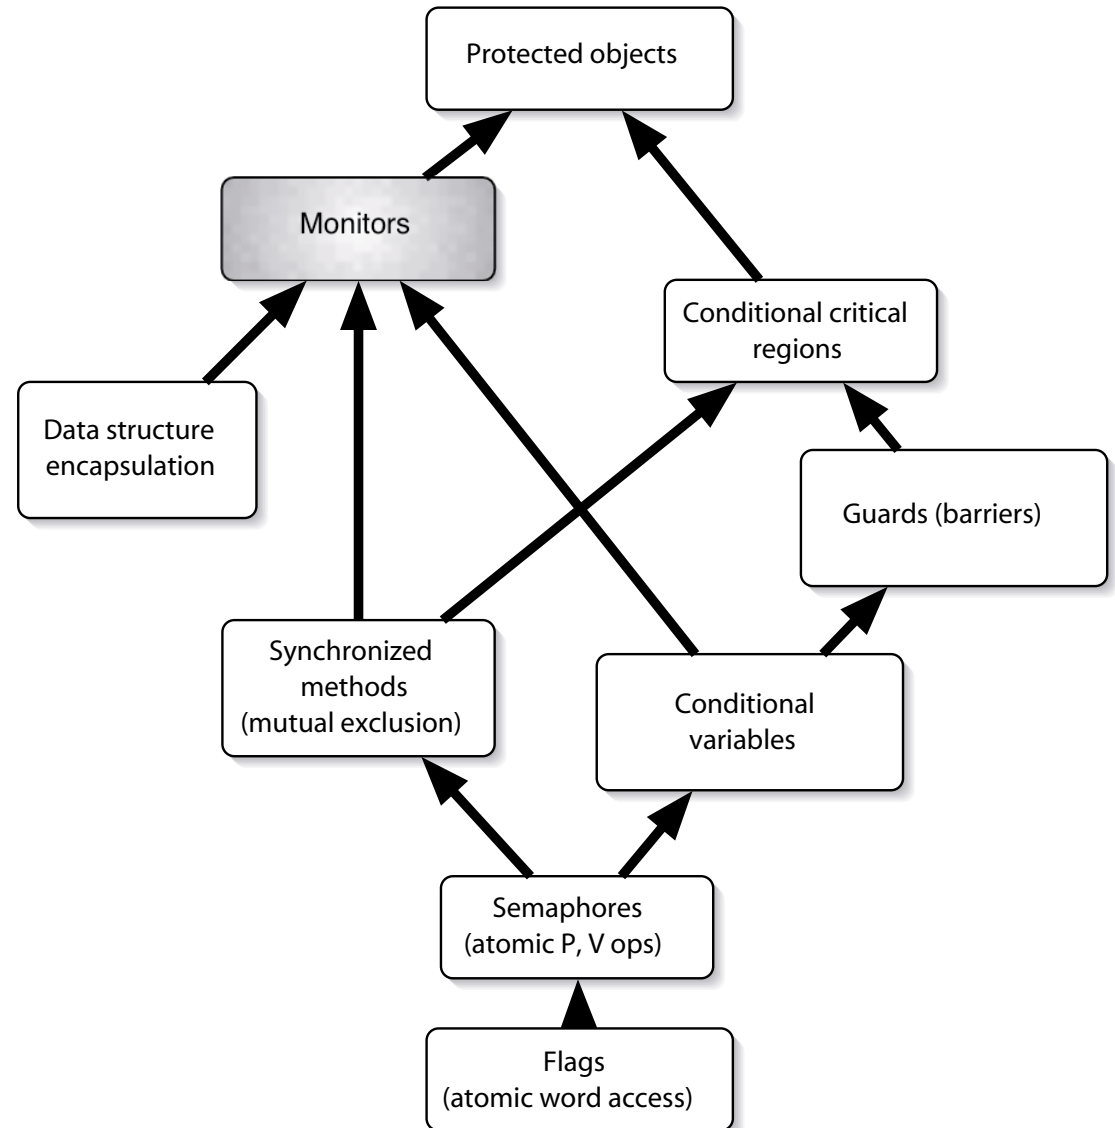 Protected objects
Monitors
Conditional critical
regions
Data structure
encapsulation
Guards (barriers)
Synchronized
methods
(mutual exclusion)
Conditional
variables
Semaphores
(atomic P, V ops)
Flags
(atomic word access)